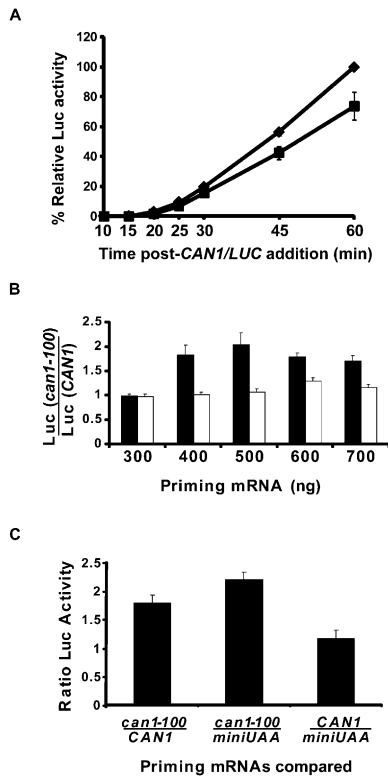 A
% Relative Luc activity
120
100
80
60
40
20
0
10 15 20 25 30 45 60
Time post-CAN1/LUC addition (min)
B
Luc (can1-100)
Luc (CAN1)
2.5
2
1.5
1
0.5
0
300 400 500 600 700
Priming mRNA (ng)
C
Ratio Luc Activity
2.5
2
1.5
1
0.5
0
can1-100 can1-100 CAN1
CAN1 miniUAA miniUAA
Priming mRNAs compared